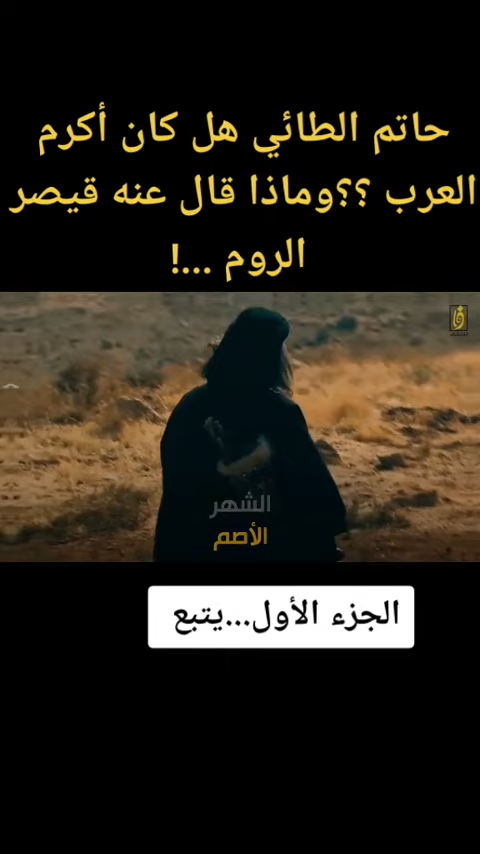 حاتم الطائي هل كان أكرم
العرب ؟؟وماذا قال عنه قيصر
الروم ...!
الشهر
الأصم
الجزء الأول...يتبع